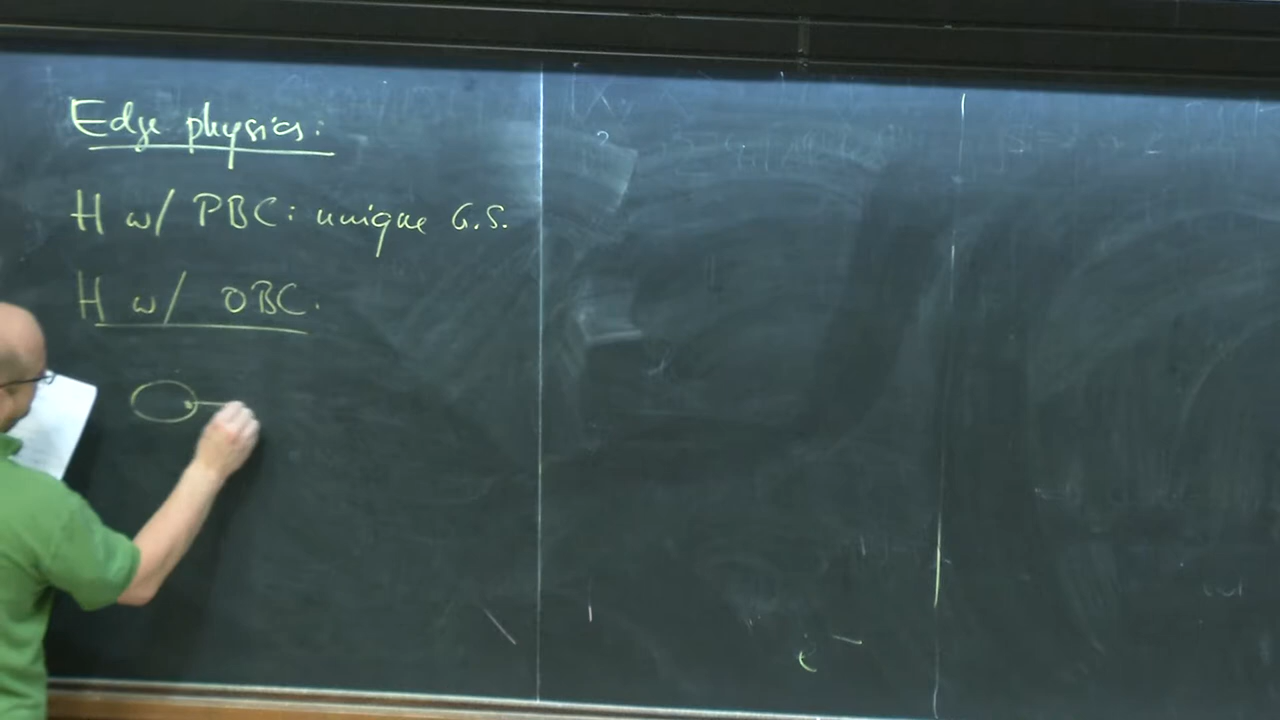 Edge physics:
H w/ PBC: unique G.S.
H w/ OBC.